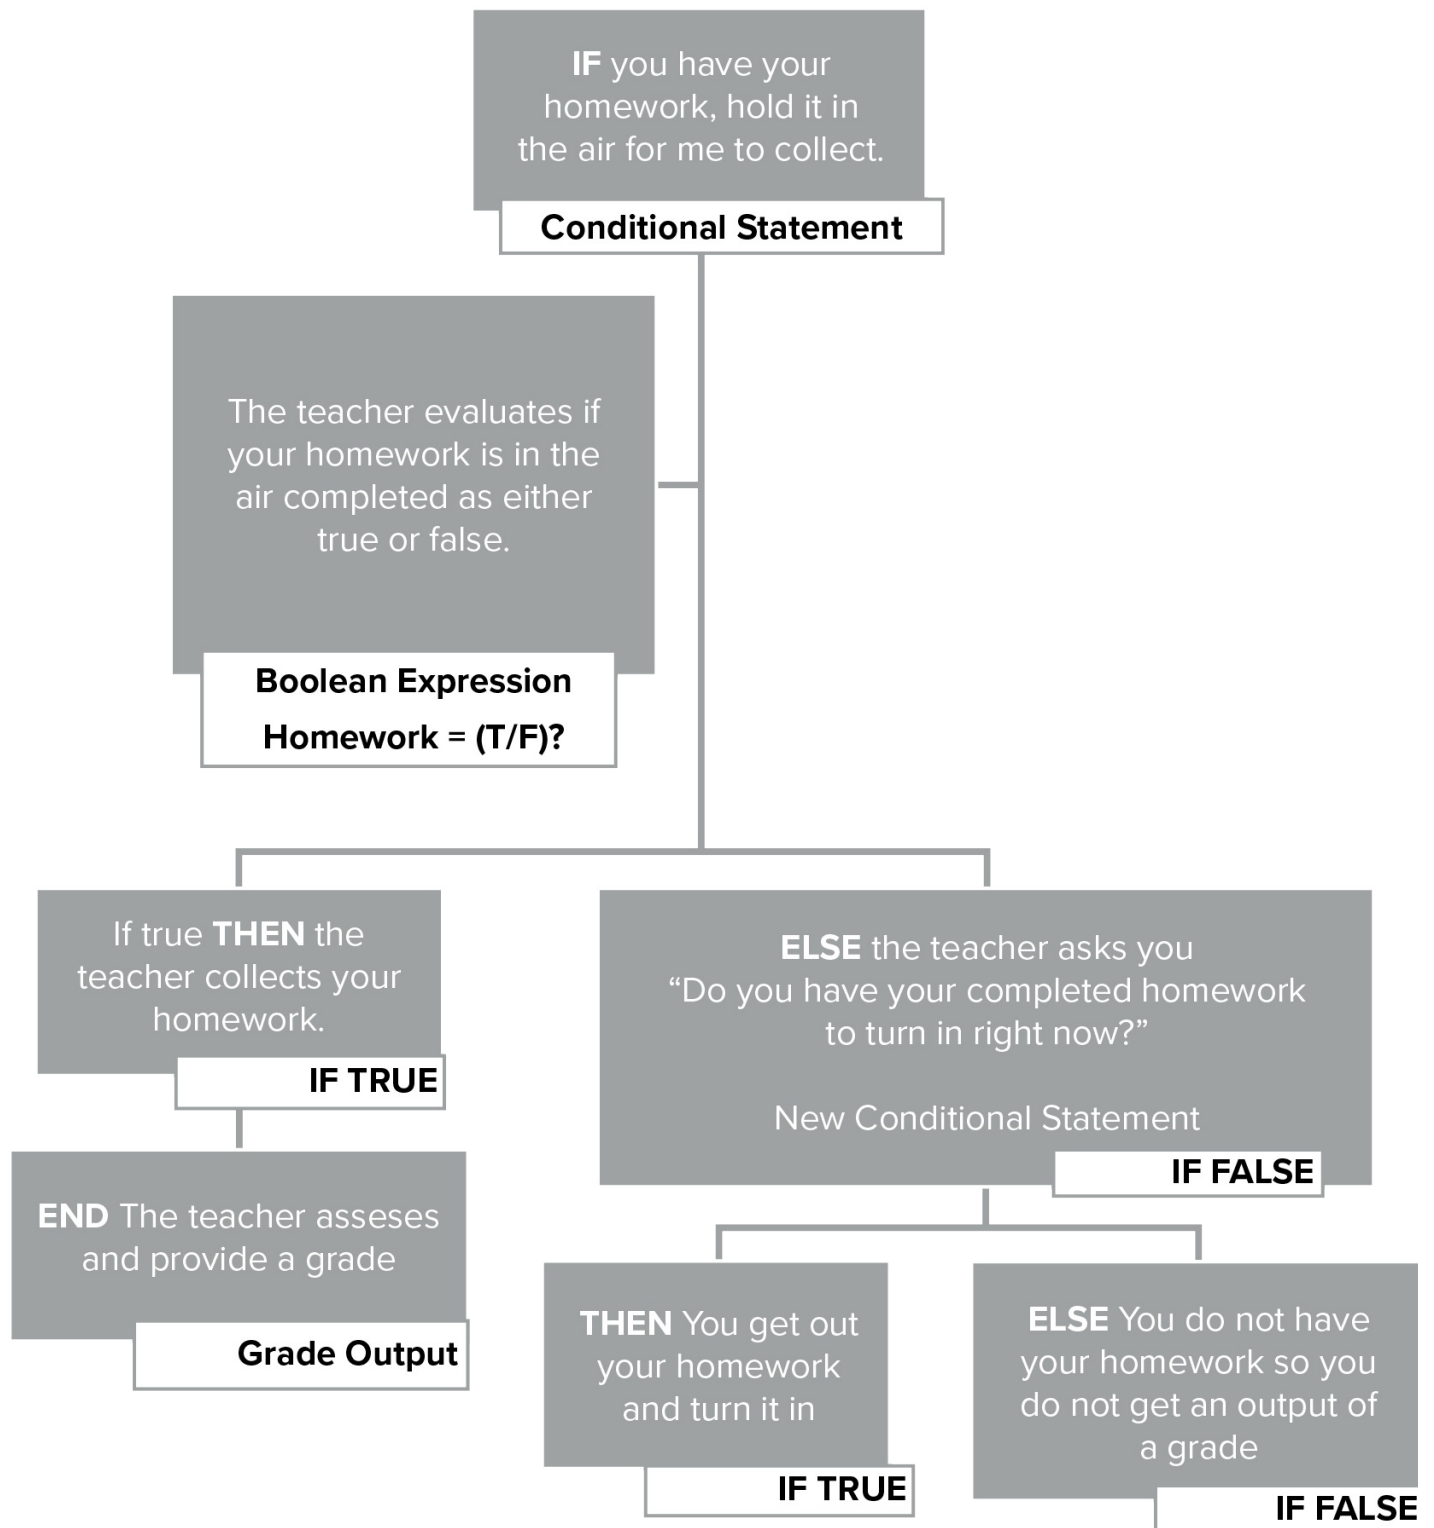 IF you have your
homework, hold it in
the air for me to collect.
Conditional Statement
The teacher evaluates if
your homework is in the
air completed as either
true or false.
Boolean Expression
Homework = (T/F)?
If true THEN the
teacher collects your
homework.
IF TRUE
END The teacher asseses
and provide a grade
Grade Output
ELSE the teacher asks you
“Do you have your completed homework
to turn in right now?”
New Conditional Statement
IF FALSE
THEN You get out
your homework
and turn it in
IF TRUE
ELSE You do not have
your homework so you
do not get an output of
a grade
IF FALSE